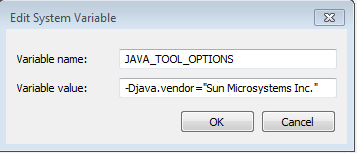 Edit System Variable
Variable name: JAVA_TOOL_OPTIONS
Variable value: -Djava.vendor="Sun Microsystems Inc."
OK Cancel